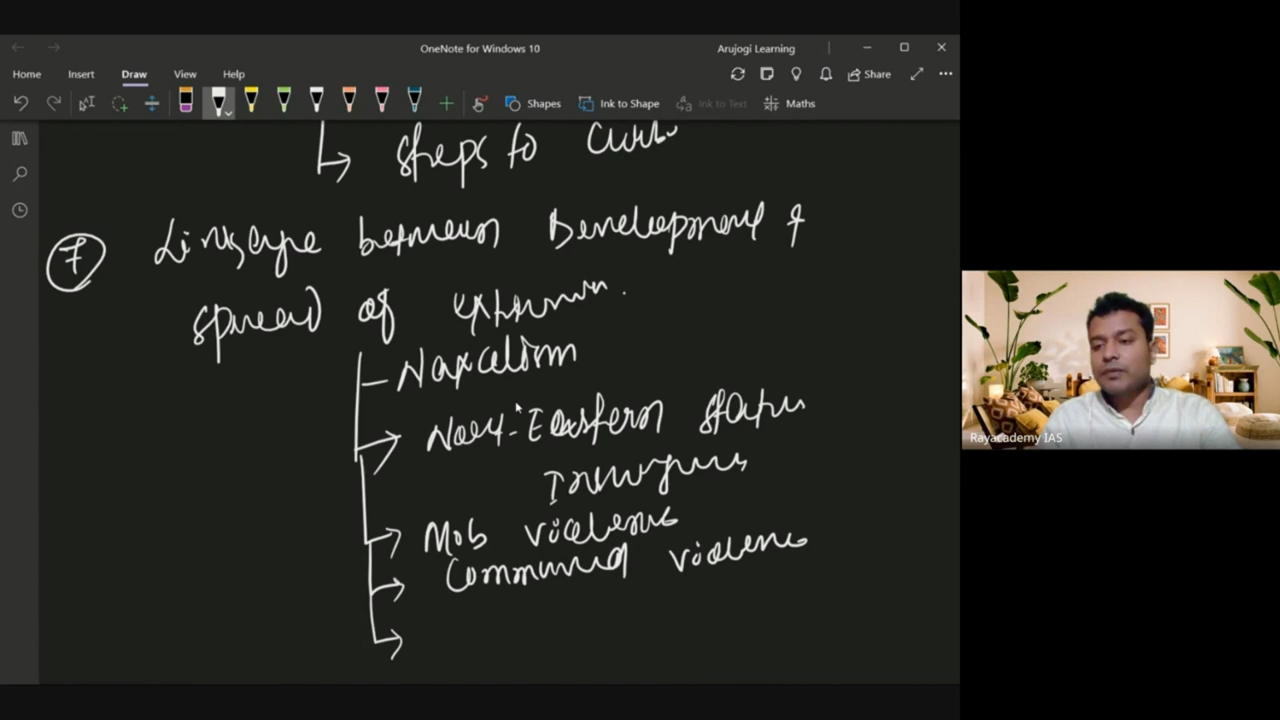 OneNote for Windows 10
Arujogi Learning
Home Insert Draw View Help
Share
Shapes Ink to Shape Ink to Text Maths
↳ Steps to Curb
⑦ Linkage between Development &
spread of extremism.
- Naxalism
→ North-Eastern States
Insurgency
→ Mob violence
→ Communal violence
→
Rayacademy IAS